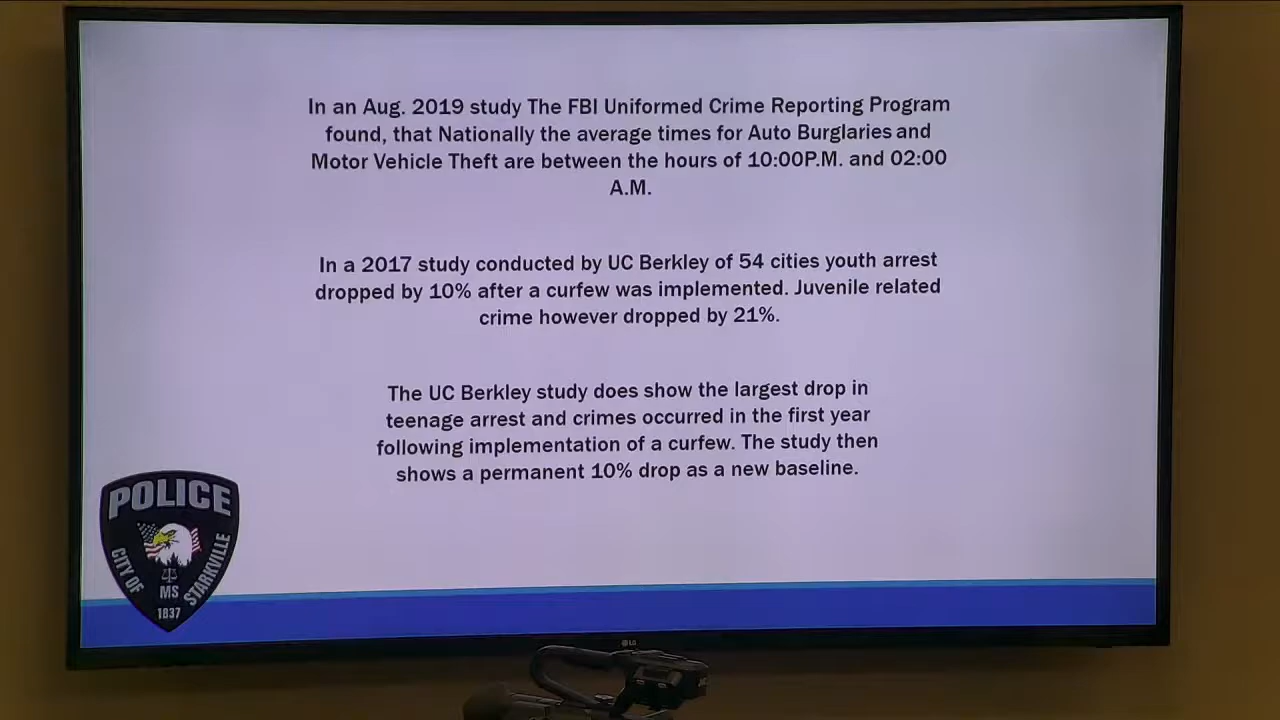 In an Aug. 2019 study The FBI Uniformed Crime Reporting Program
found, that Nationally the average times for Auto Burglaries and
Motor Vehicle Theft are between the hours of 10:00P.M. and 02:00
A.M.
In a 2017 study conducted by UC Berkley of 54 cities youth arrest
dropped by 10% after a curfew was implemented. Juvenile related
crime however dropped by 21%.
The UC Berkley study does show the largest drop in
teenage arrest and crimes occurred in the first year
following implementation of a curfew. The study then
shows a permanent 10% drop as a new baseline.
POLICE
CITY OF STARKVILLE
MS
1837
LG